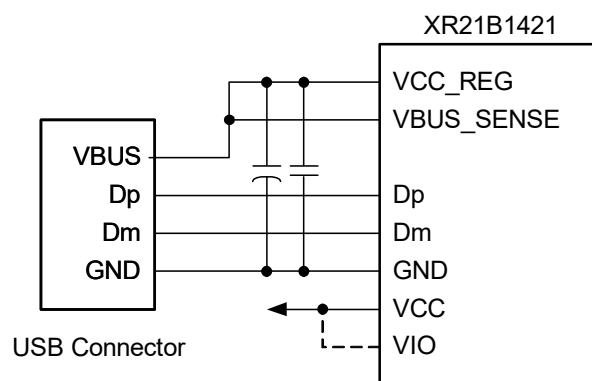 XR21B1421
VCC_REG
VBUS_SENSE
VBUS
Dp
Dp
Dm
Dm
GND
GND
VCC
VIO
USB Connector